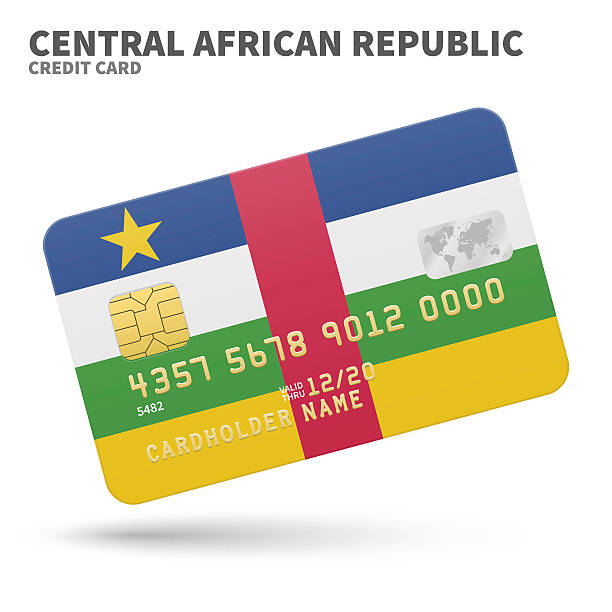 CENTRAL AFRICAN REPUBLIC
CREDIT CARD
4357 5678 9012 0000
5482
VALID
THRU 12/20
CARDHOLDER NAME